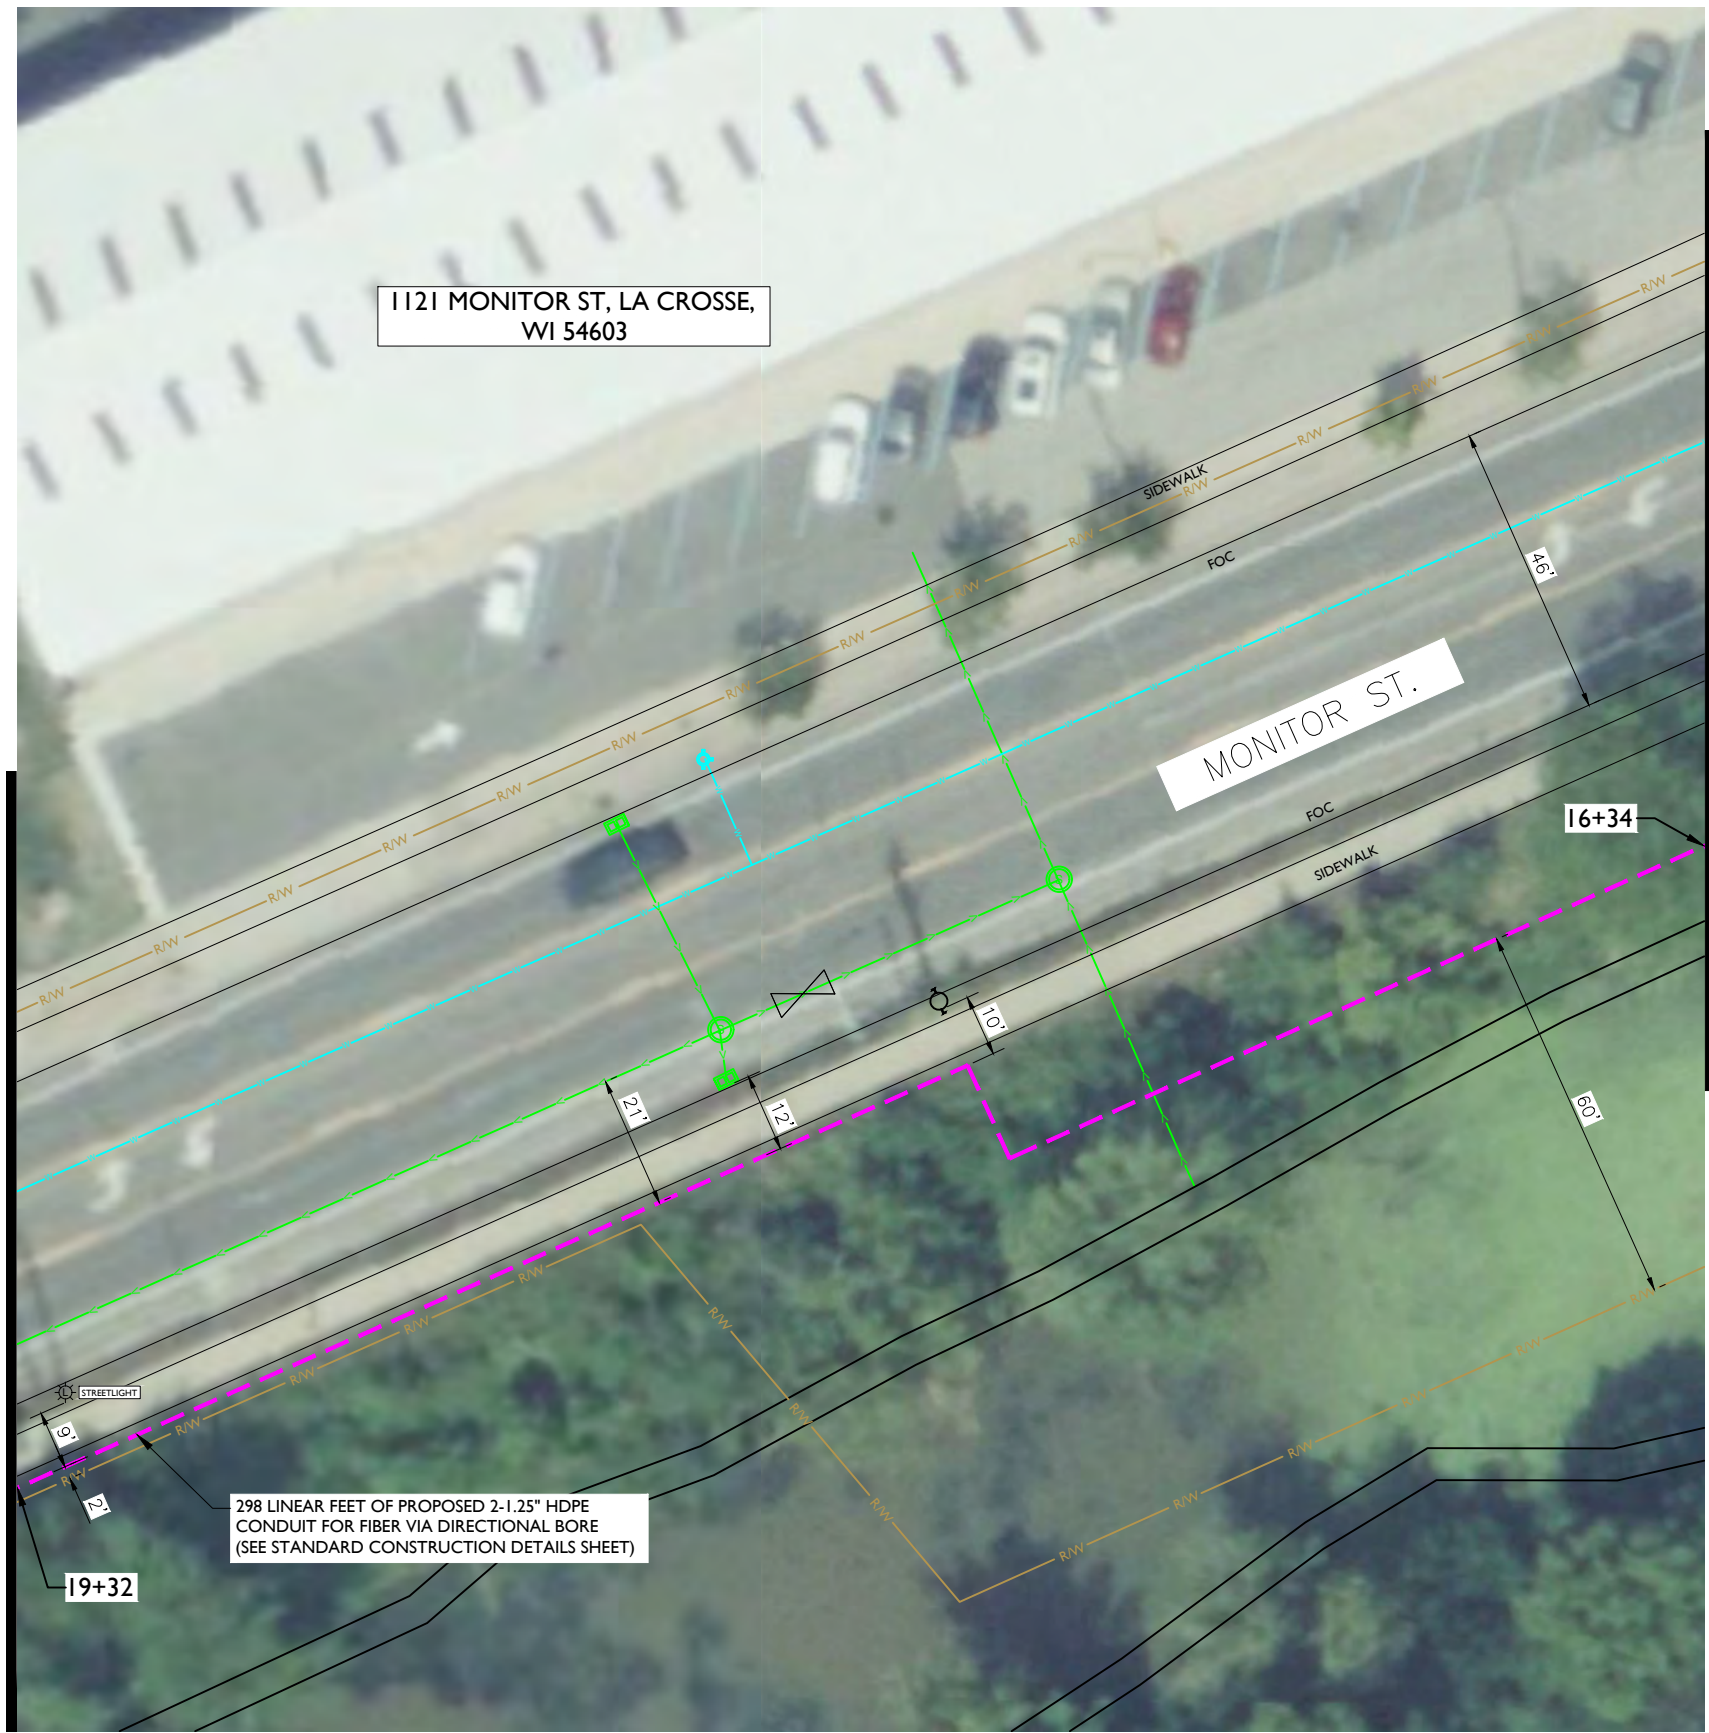 1121 MONITOR ST, LA CROSSE,
WI 54603
R/W
R/W
R/W
R/W
SIDEWALK
R/W
R/W
FOC
46'
R/W
R/W
R/W
MONITOR ST.
R/W
R/W
R/W
FOC
16+34
SIDEWALK
R/W
R/W
R/W
10'
21'
12'
60'
R/W
R/W
R/W
R/W
R/W
R/W
STREETLIGHT
L
R/W
R/W
9'
R/W
R/W
2'
R/W
R/W
R/W
298 LINEAR FEET OF PROPOSED 2-1.25" HDPE
CONDUIT FOR FIBER VIA DIRECTIONAL BORE
(SEE STANDARD CONSTRUCTION DETAILS SHEET)
19+32